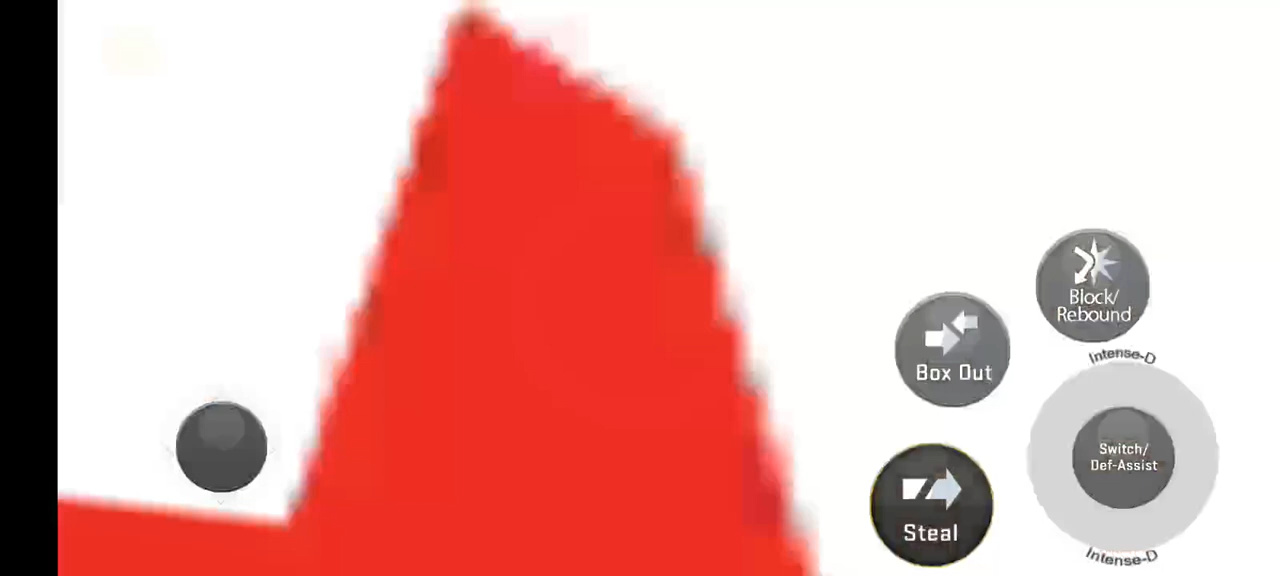 Block/
Rebound
Intense-D
Box Out
Switch/
Def-Assist
Steal
Intense-D